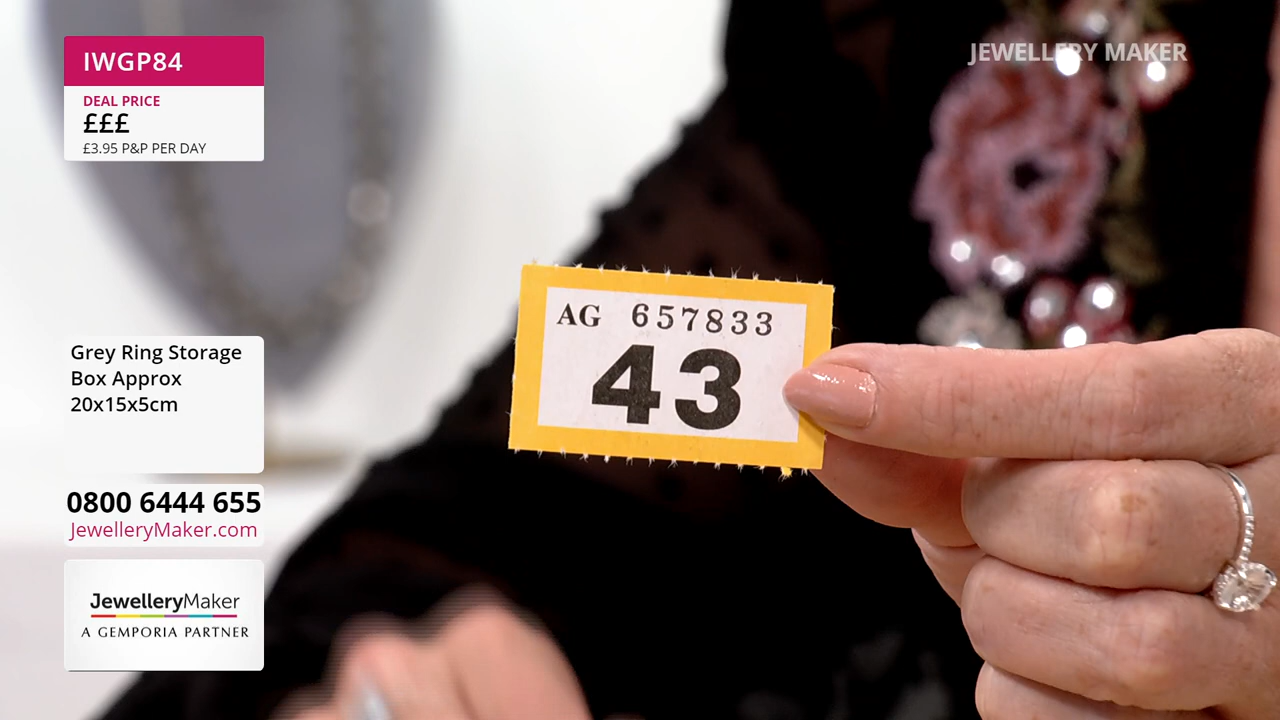 IWGP84
DEAL PRICE
£££
£3.95 P&P PER DAY
JEWELLERY MAKER
AG 657833
43
Grey Ring Storage
Box Approx
20x15x5cm
0800 6444 655
JewelleryMaker.com
JewelleryMaker
A GEMPORIA PARTNER